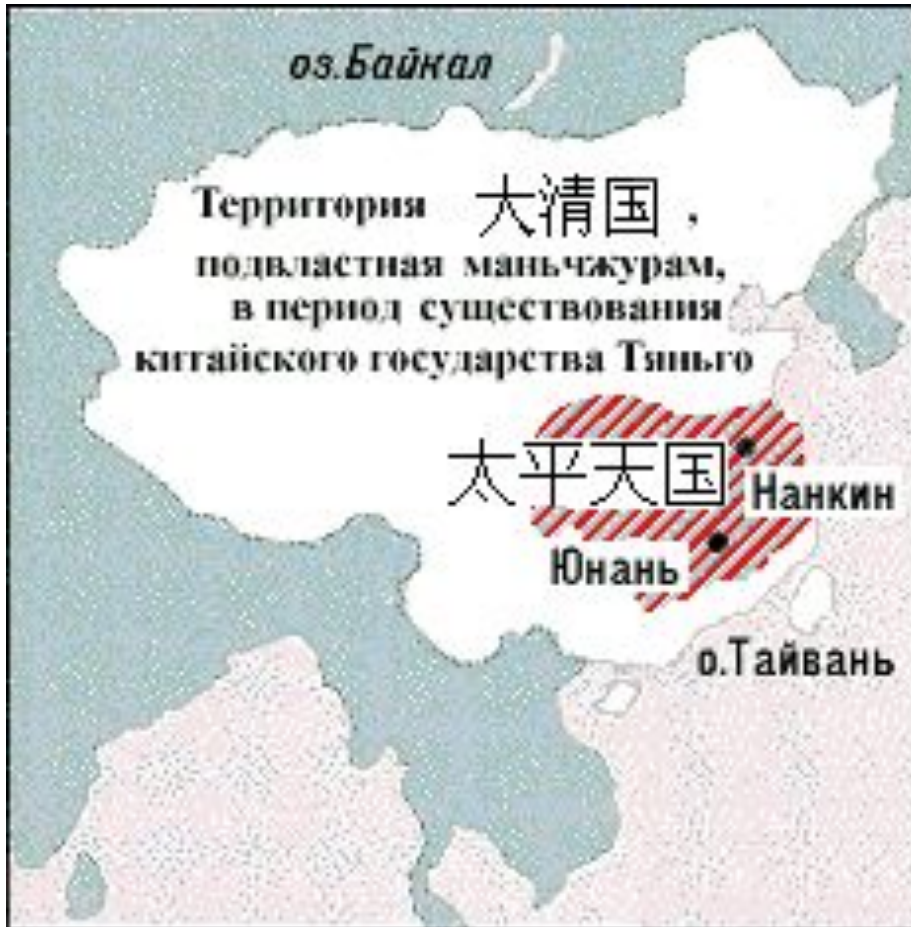 оз.Байкал
Территория 大清国,
подвластная маньчжурам,
в период существования
китайского государства Тяньго
太平天国
Нанкин
Юнань
о.Тайвань